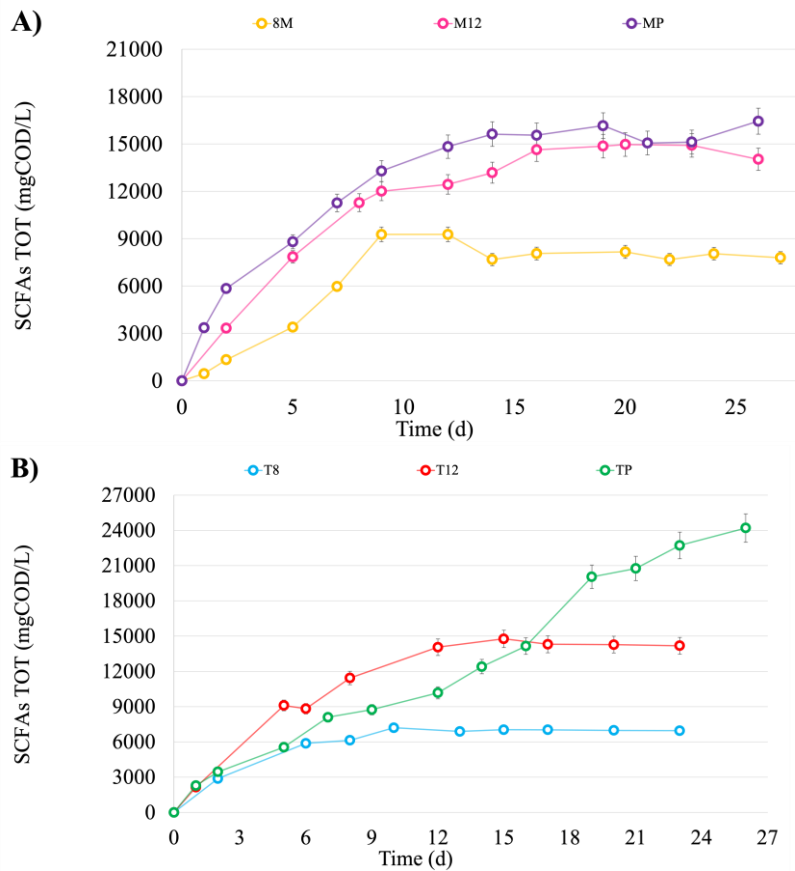 A)
8M M12 MP
21000
18000
15000
12000
9000
6000
3000
0
SCFAs TOT (mgCOD/L)
0 5 10 15 20 25
Time (d)
B)
T8 T12 TP
27000
24000
21000
18000
15000
12000
9000
6000
3000
0
SCFAs TOT (mgCOD/L)
0 3 6 9 12 15 18 21 24 27
Time (d)